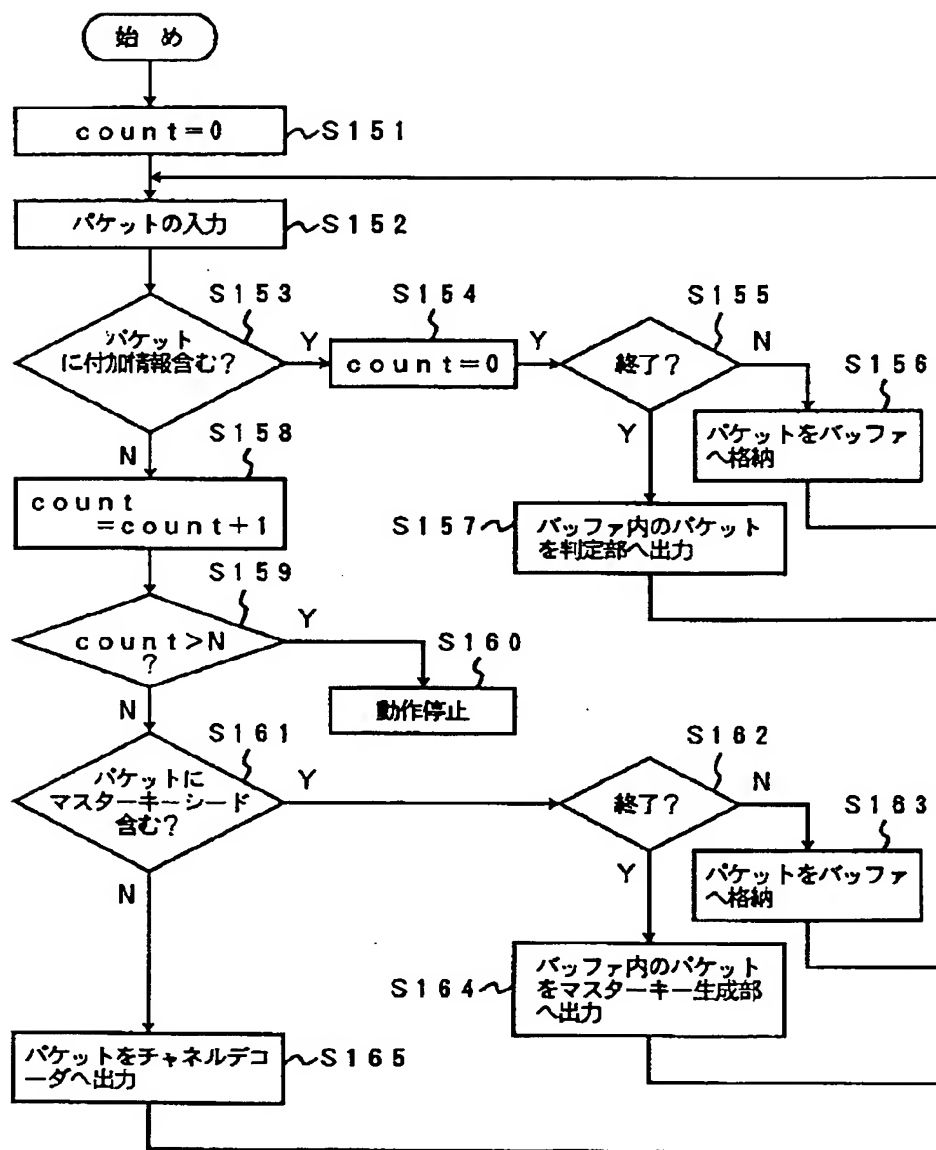 始 め
count=0
S151
パケットの入力
S152
S153
パケット
に付加情報含む?
Y
S154
count=0
Y
S155
終了?
N
S156
パケットをバッファ
へ格納
Y
S157
バッファ内のパケット
を判定部へ出力
N
S158
count
=count+1
S159
count>N
?
Y
S160
動作停止
N
S161
パケットに
マスターキーシード
含む?
Y
S162
終了?
N
S163
パケットをバッファ
へ格納
Y
S164
バッファ内のパケット
をマスターキー生成部
へ出力
N
パケットをチャネルデコ
ーダへ出力
S165